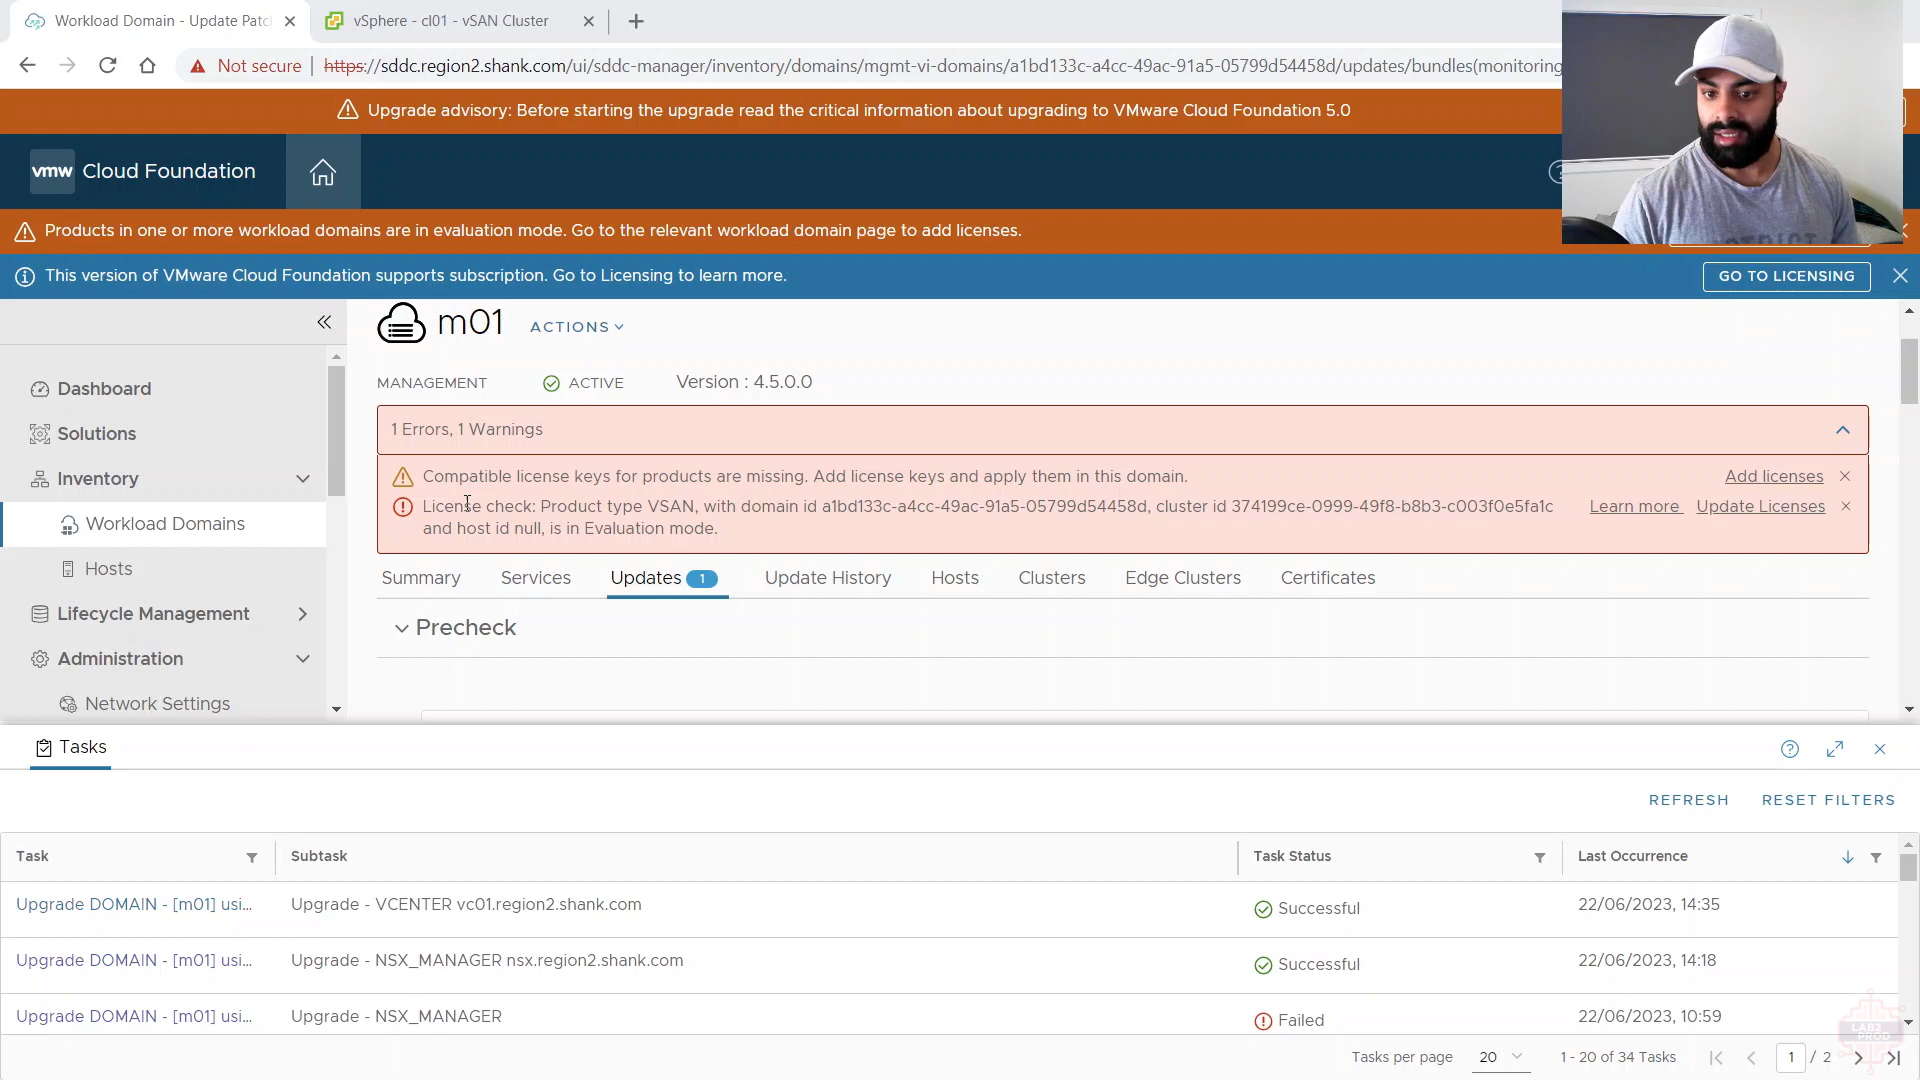 Workload Domain - Update Patc
vSphere - cl01 - vSAN Cluster
Not secure | https://sddc.region2.shank.com/ui/sddc-manager/inventory/domains/mgmt-vi-domains/a1bd133c-a4cc-49ac-91a5-05799d54458d/updates/bundles(monitoring
Upgrade advisory: Before starting the upgrade read the critical information about upgrading to VMware Cloud Foundation 5.0
vmw Cloud Foundation
Products in one or more workload domains are in evaluation mode. Go to the relevant workload domain page to add licenses.
This version of VMware Cloud Foundation supports subscription. Go to Licensing to learn more.
GO TO LICENSING
m01 ACTIONS
MANAGEMENT ACTIVE Version : 4.5.0.0
1 Errors, 1 Warnings
Compatible license keys for products are missing. Add license keys and apply them in this domain. Add licenses
License check: Product type VSAN, with domain id a1bd133c-a4cc-49ac-91a5-05799d54458d, cluster id 374199ce-0999-49f8-b8b3-c003f0e5fa1c Learn more Update Licenses
and host id null, is in Evaluation mode.
Dashboard
Solutions
Inventory
Workload Domains
Hosts
Lifecycle Management
Administration
Network Settings
Summary Services Updates 1 Update History Hosts Clusters Edge Clusters Certificates
Precheck
Tasks
REFRESH RESET FILTERS
Task Subtask Task Status Last Occurrence
Upgrade DOMAIN - [m01] usi... Upgrade - VCENTER vc01.region2.shank.com Successful 22/06/2023, 14:35
Upgrade DOMAIN - [m01] usi... Upgrade - NSX_MANAGER nsx.region2.shank.com Successful 22/06/2023, 14:18
Upgrade DOMAIN - [m01] usi... Upgrade - NSX_MANAGER Failed 22/06/2023, 10:59
LAB2
PROD
Tasks per page 20 1 - 20 of 34 Tasks 1 / 2